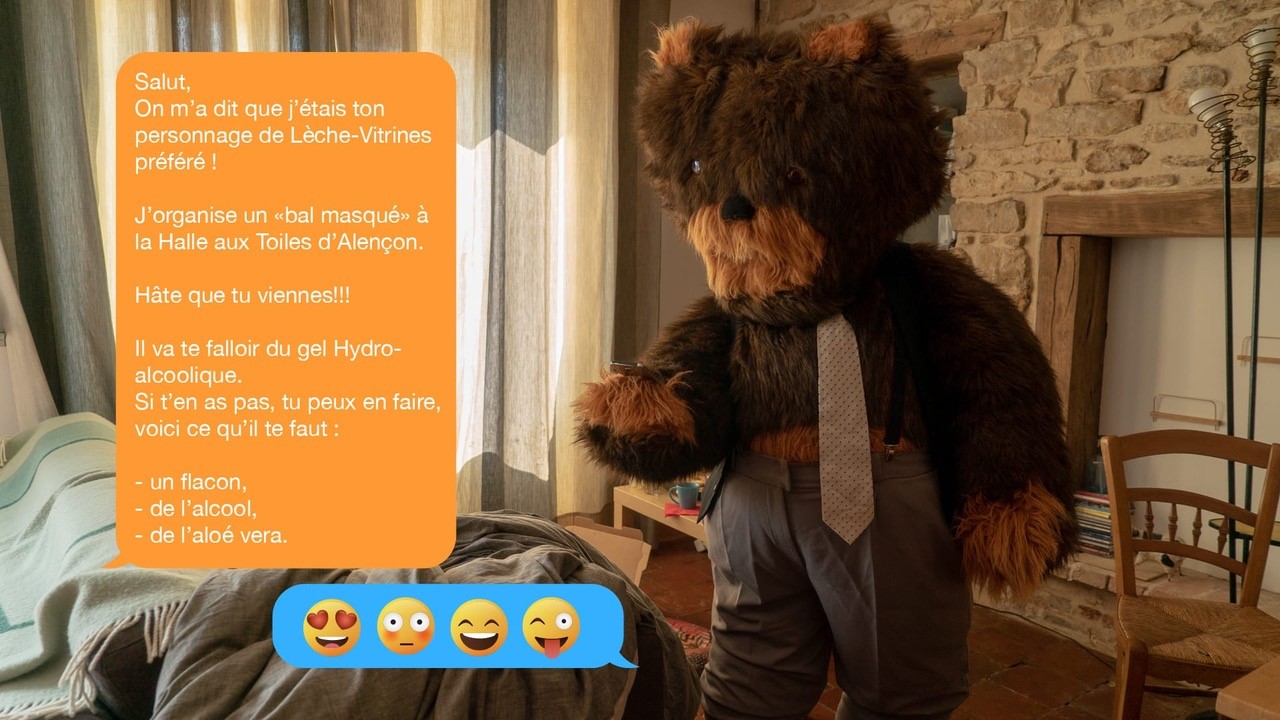 Salut,
On m’a dit que j’étais ton
personnage de Lèche-Vitrines
préféré !
J’organise un «bal masqué» à
la Halle aux Toiles d’Alençon.
Hâte que tu viennes!!!
Il va te falloir du gel Hydro-
alcoolique.
Si t’en as pas, tu peux en faire,
voici ce qu’il te faut :
- un flacon,
- de l’alcool,
- de l’aloé vera.